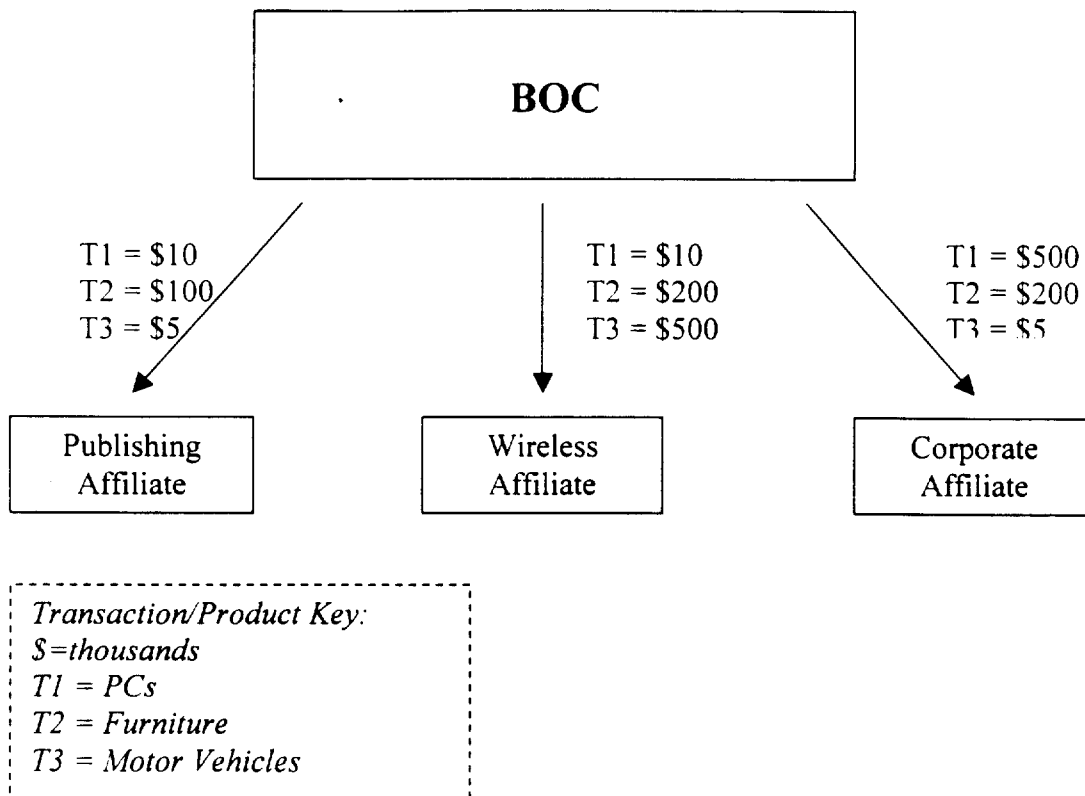 BOC
T1 = $10
T2 = $100
T3 = $5
T1 = $10
T2 = $200
T3 = $500
T1 = $500
T2 = $200
T3 = $5
Publishing
Affiliate
Wireless
Affiliate
Corporate
Affiliate
Transaction/Product Key:
$=thousands
T1 = PCs
T2 = Furniture
T3 = Motor Vehicles